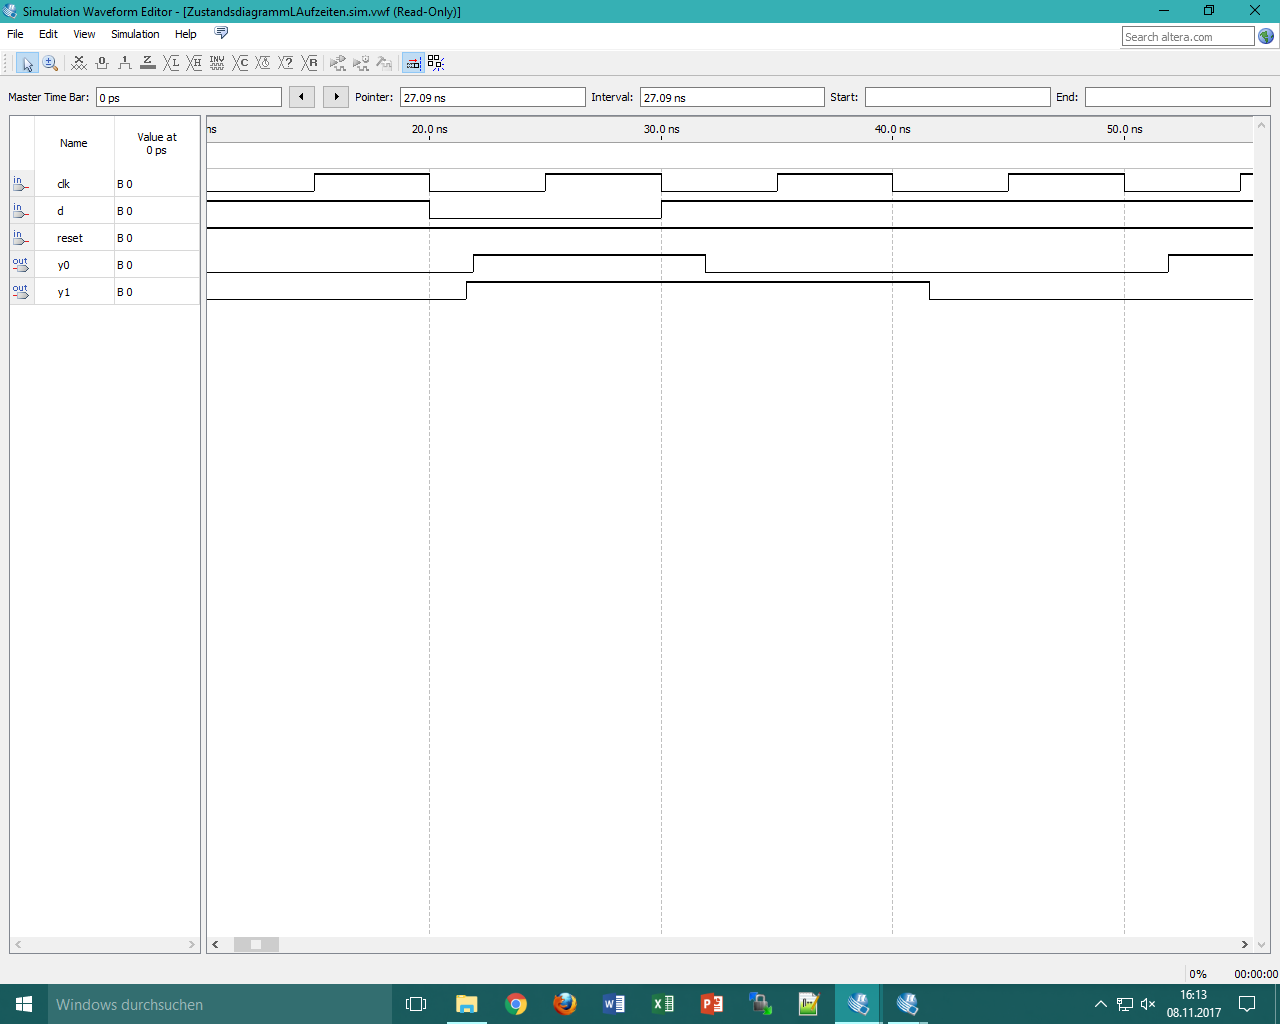 Simulation Waveform Editor - [ZustandsdiagrammLAufzeiten.sim.vwf (Read-Only)]
File Edit View Simulation Help
Search altera.com
Master Time Bar: 0 ps Pointer: 27.09 ns Interval: 27.09 ns Start: End:
Name Value at 0 ps
ns 20.0 ns 30.0 ns 40.0 ns 50.0 ns
in clk B 0
in d B 0
in reset B 0
out y0 B 0
out y1 B 0
0% 00:00:00
Windows durchsuchen
16:13
08.11.2017